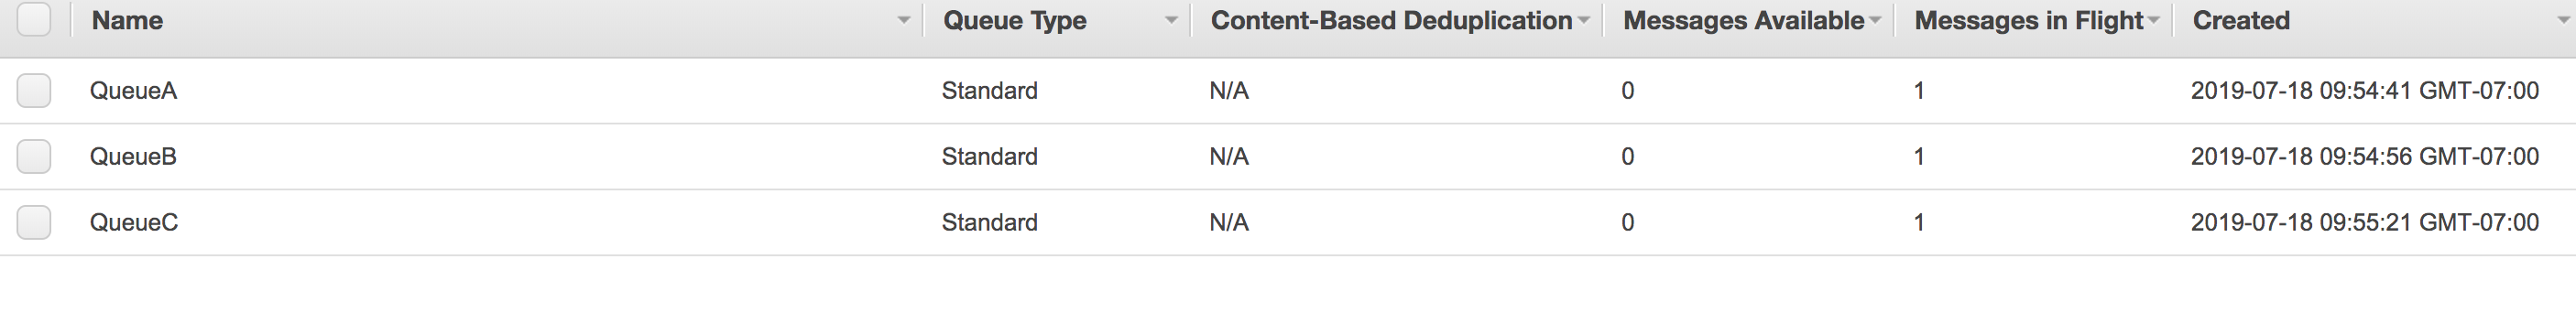 Name Queue Type Content-Based Deduplication Messages Available Messages in Flight Created
QueueA Standard N/A 0 1 2019-07-18 09:54:41 GMT-07:00
QueueB Standard N/A 0 1 2019-07-18 09:54:56 GMT-07:00
QueueC Standard N/A 0 1 2019-07-18 09:55:21 GMT-07:00